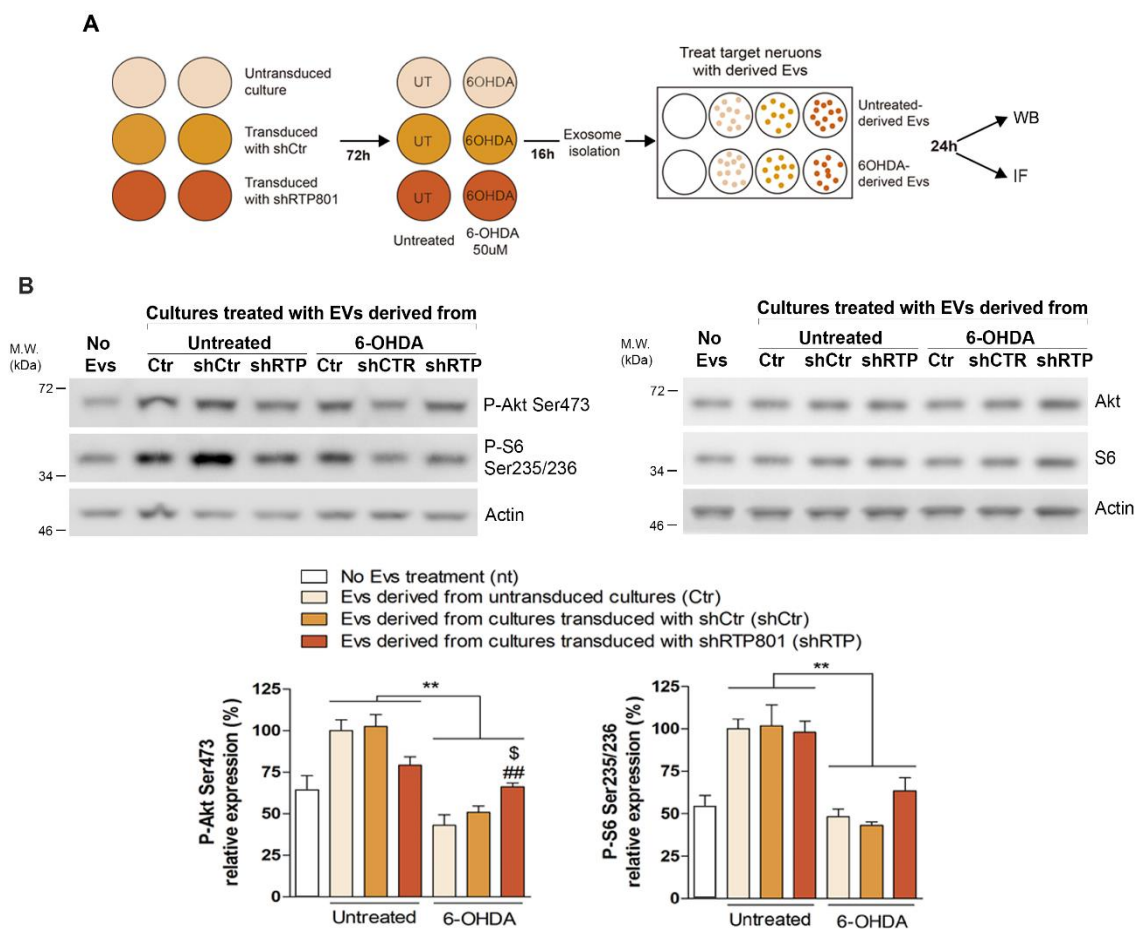 A
Untransduced
culture
Transduced
with shCtr
Transduced
with shRTP801
72h
UT
6OHDA
UT
6OHDA
UT
6OHDA
Untreated
6-OHDA
50uM
16h
Exosome
isolation
Treat target neruons
with derived Evs
Untreated-
derived Evs
6OHDA-
derived Evs
24h
WB
IF
B
Cultures treated with EVs derived from
M.W.
(kDa)
No
Evs
Untreated
6-OHDA
Ctr shCtr shRTP Ctr shCTR shRTP
72
P-Akt Ser473
34
P-S6
Ser235/236
46
Actin
Cultures treated with EVs derived from
M.W.
(kDa)
No
Evs
Untreated
6-OHDA
Ctr shCtr shRTP Ctr shCTR shRTP
72
Akt
34
S6
46
Actin
No Evs treatment (nt)
Evs derived from untransduced cultures (Ctr)
Evs derived from cultures transduced with shCtr (shCtr)
Evs derived from cultures transduced with shRTP801 (shRTP)
P-Akt Ser473
relative expression (%)
125
100
75
50
25
0
**
$
##
Untreated 6-OHDA
P-S6 Ser235/236
relative expression (%)
125
100
75
50
25
0
**
Untreated 6-OHDA